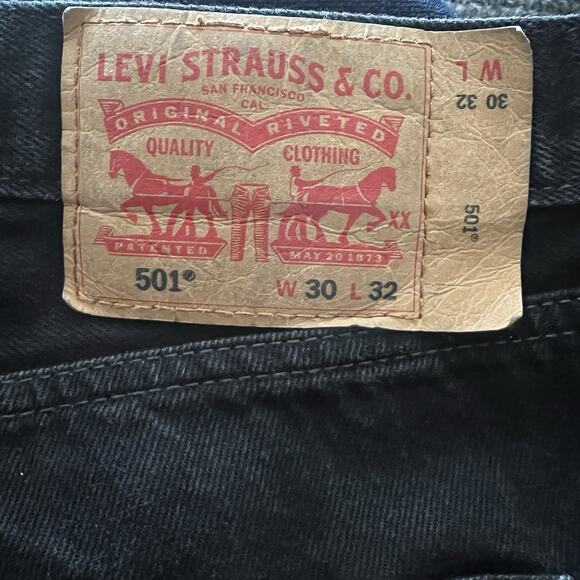 LEVI STRAUSS & CO.
SAN FRANCISCO
CAL.
ORIGINAL RIVETED
QUALITY CLOTHING
XX
PATENTED MAY 20 1873
501® W 30 L 32
W L
30 32
501®